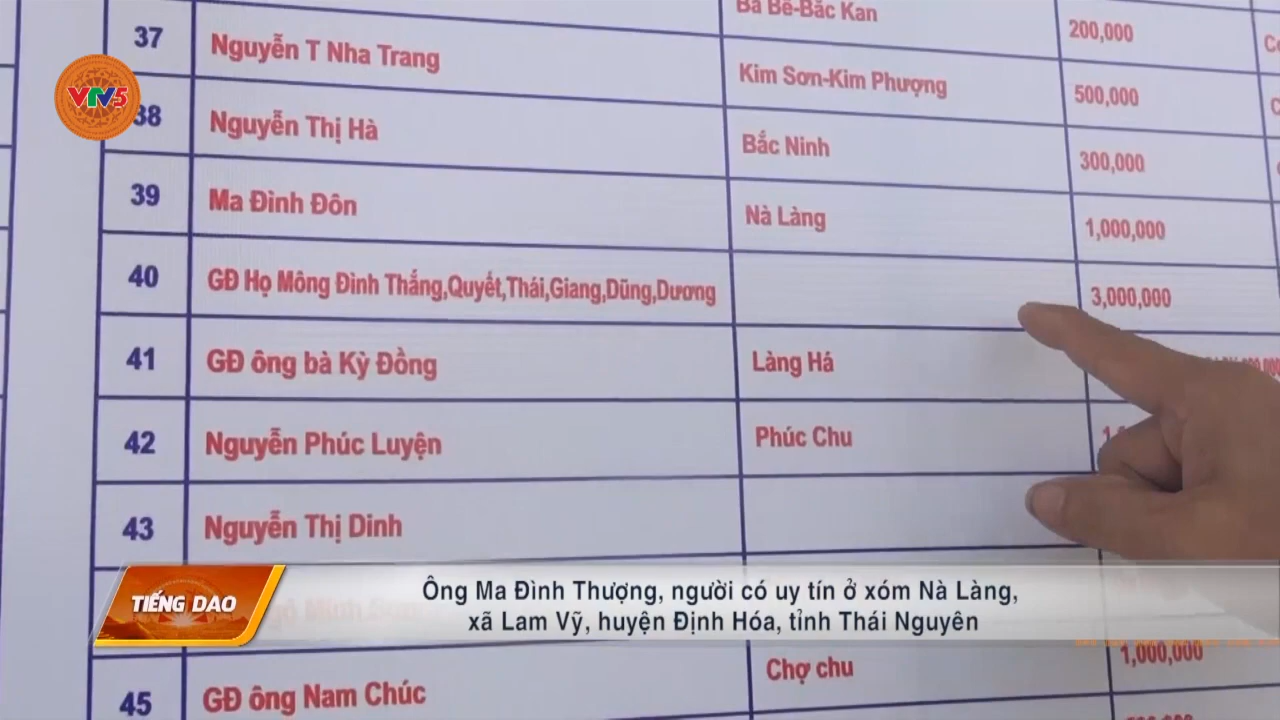 Ba Bể-Bắc Kan
200,000
37
Nguyễn T Nha Trang
Kim Sơn-Kim Phượng
500,000
VTV5
38
Nguyễn Thị Hà
Bắc Ninh
300,000
39
Ma Đình Đôn
Nà Làng
1,000,000
40
GĐ Họ Mông Đình Thắng,Quyết,Thái,Giang,Dũng,Dương
3,000,000
41
GĐ ông bà Kỳ Đồng
Làng Há
42
Nguyễn Phúc Luyện
Phúc Chu
43
Nguyễn Thị Dinh
TIẾNG DAO
Ông Ma Đình Thượng, người có uy tín ở xóm Nà Làng,
xã Lam Vỹ, huyện Định Hóa, tỉnh Thái Nguyên
Chợ chu
1,000,000
45
GĐ ông Nam Chúc